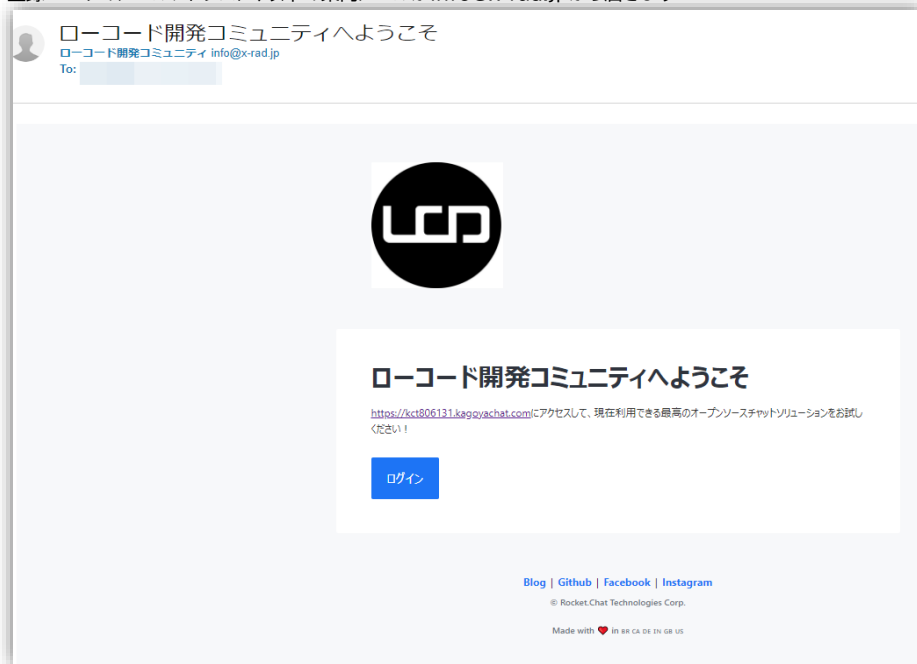 ローコード開発コミュニティへようこそ
ローコード開発コミュニティ info@x-rad.jp
To:
LCD
ローコード開発コミュニティへようこそ
https://kct806131.kagoyachat.comにアクセスして、現在利用できる最高のオープンソースチャットソリューションをお試し
ください！
ログイン
Blog | Github | Facebook | Instagram
© Rocket.Chat Technologies Corp.
Made with ❤ in BR CA DE IN GB US